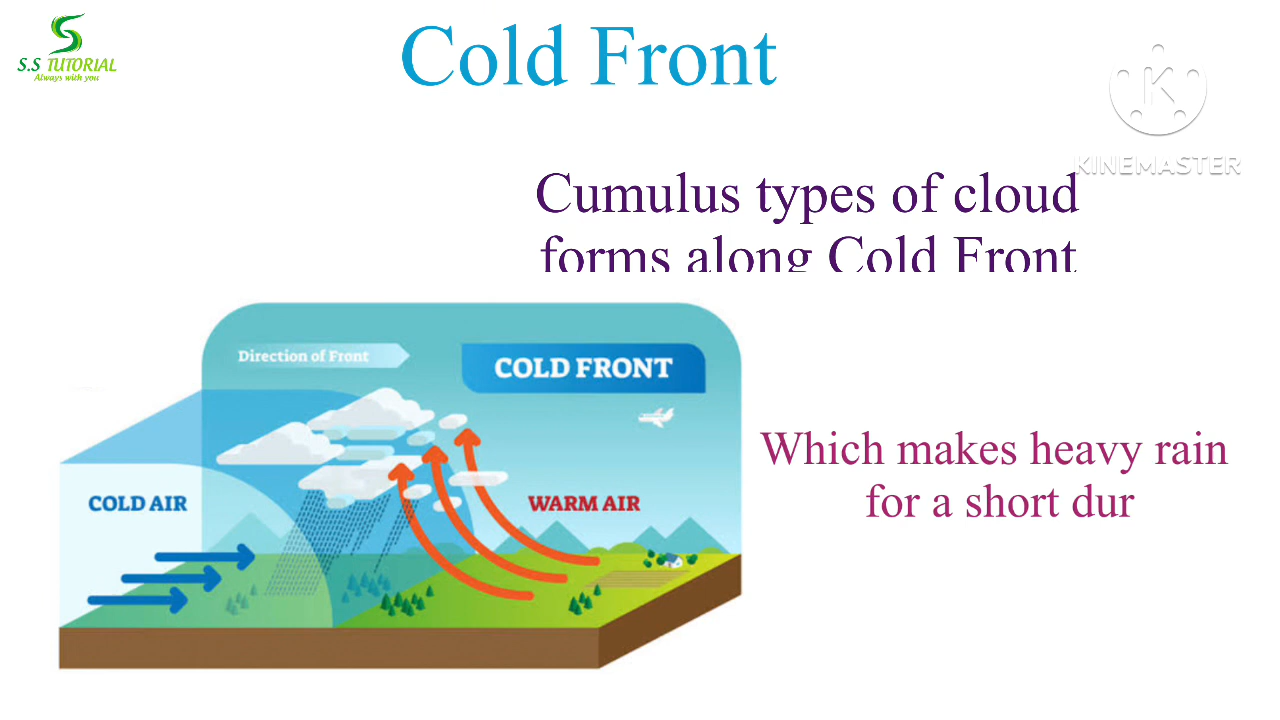 S.S TUTORIAL
Always with you
Cold Front
K
KINEMASTER
Cumulus types of cloud
forms along Cold Front
Direction of Front
COLD FRONT
COLD AIR
WARM AIR
Which makes heavy rain
for a short dur